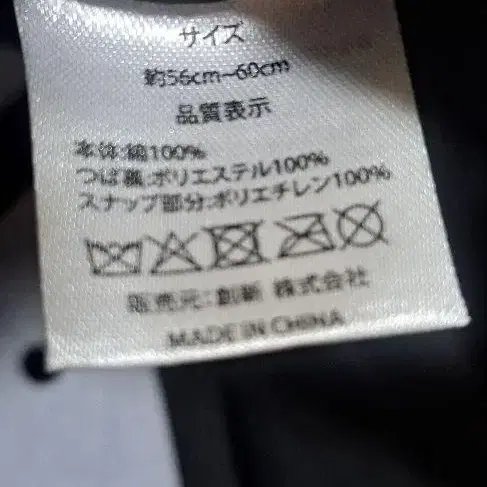 サイズ
約56cm~60cm
品質表示
本体:綿100%
つば裏:ポリエステル100%
スナップ部分:ポリエチレン100%
販売元:創新 株式会社
MADE IN CHINA